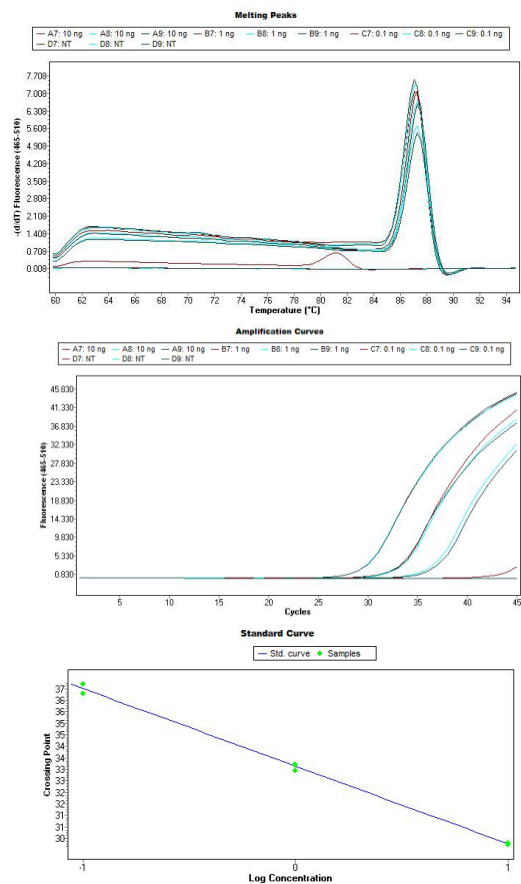 Melting Peaks
A7: 10 ng A8: 10 ng A9: 10 ng B7: 1 ng B8: 1 ng B9: 1 ng C7: 0.1 ng C8: 0.1 ng C9: 0.1 ng
D7: NT D8: NT D9: NT
7.708
7.008
6.308
5.608
4.908
4.208
3.508
2.808
2.108
1.408
0.708
0.008
-(d/dT) Fluorescence (465-510)
60 62 64 66 68 70 72 74 76 78 80 82 84 86 88 90 92 94
Temperature (°C)
Amplification Curves
A7: 10 ng A8: 10 ng A9: 10 ng B7: 1 ng B8: 1 ng B9: 1 ng C7: 0.1 ng C8: 0.1 ng C9: 0.1 ng
D7: NT D8: NT D9: NT
45.830
41.330
37.330
32.330
27.830
23.330
18.830
14.330
9.830
5.330
0.830
Fluorescence (465-510)
5 10 15 20 25 30 35 40 45
Cycles
Standard Curve
Std. curve Samples
37
36
36
35
35
34
34
33
33
32
32
31
31
30
Crossing Point
-1 0 1
Log Concentration